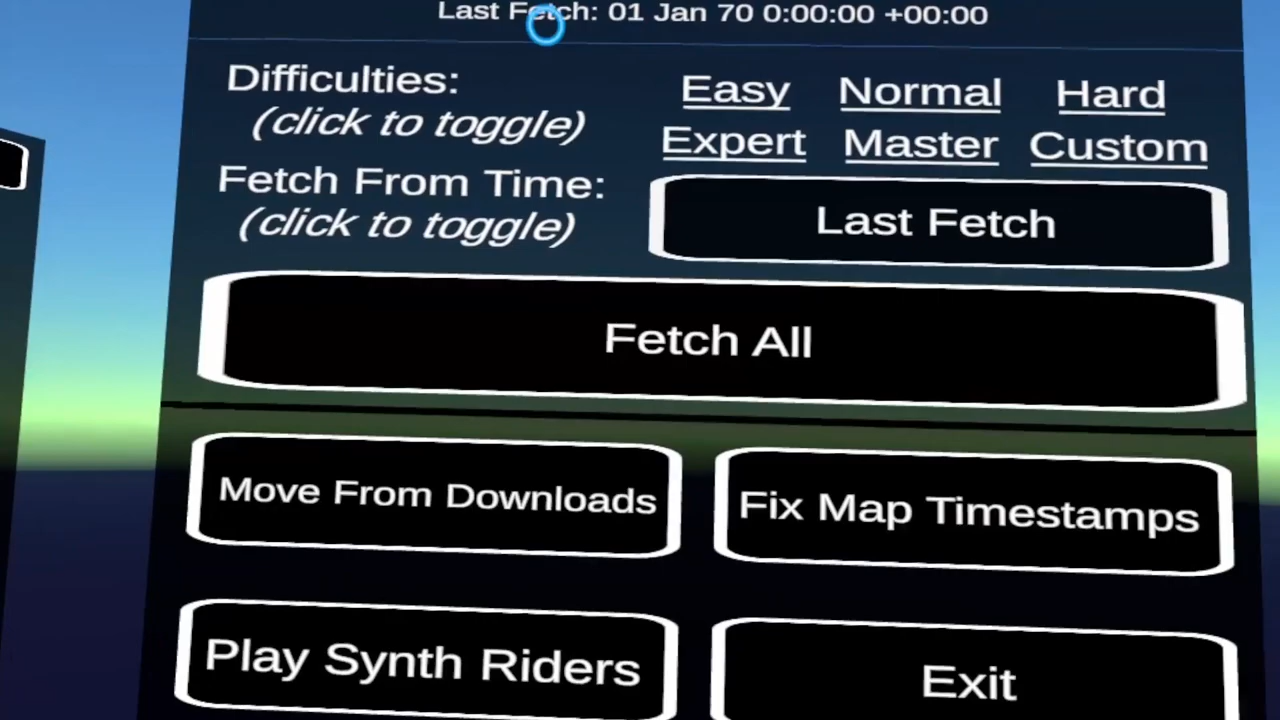 Last Fetch: 01 Jan 70 0:00:00 +00:00
Difficulties:
(click to toggle)
Easy Normal Hard
Expert Master Custom
Fetch From Time:
(click to toggle)
Last Fetch
Fetch All
Move From Downloads
Fix Map Timestamps
Play Synth Riders
Exit